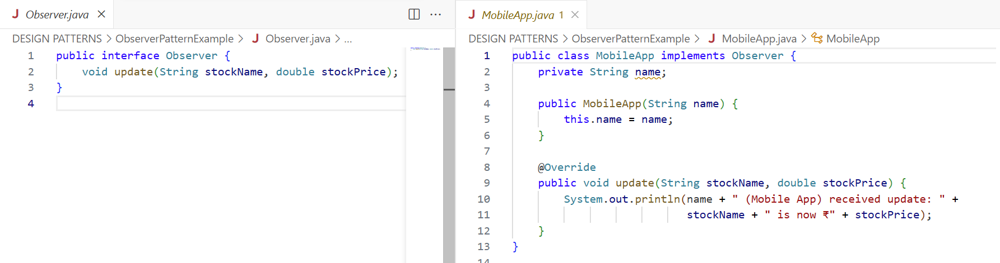 Observer.java
DESIGN PATTERNS > ObserverPatternExample > Observer.java > ...
1 public interface Observer {
2 void update(String stockName, double stockPrice);
3 }
4
MobileApp.java 1
DESIGN PATTERNS > ObserverPatternExample > MobileApp.java > MobileApp
1 public class MobileApp implements Observer {
2 private String name;
3
4 public MobileApp(String name) {
5 this.name = name;
6 }
7
8 @Override
9 public void update(String stockName, double stockPrice) {
10 System.out.println(name + " (Mobile App) received update: " +
11 stockName + " is now ₹" + stockPrice);
12 }
13 }
14